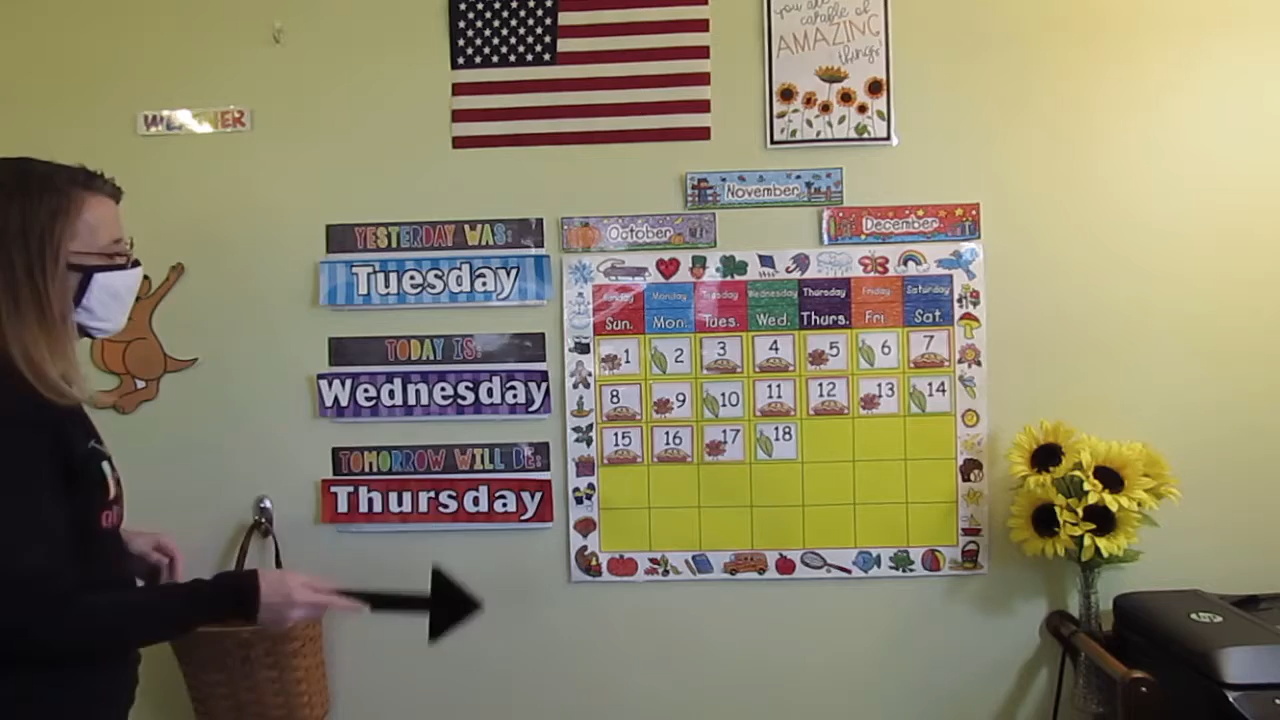 you are
capable of
AMAZING
things!
WEATHER
November
October
December
YESTERDAY WAS:
Tuesday
TODAY IS:
Wednesday
TOMORROW WILL BE:
Thursday
Sunday Monday Tuesday Wednesday Thursday Friday Saturday
Sun. Mon. Tues. Wed. Thurs. Fri. Sat.
1 2 3 4 5 6 7
8 9 10 11 12 13 14
15 16 17 18
hp